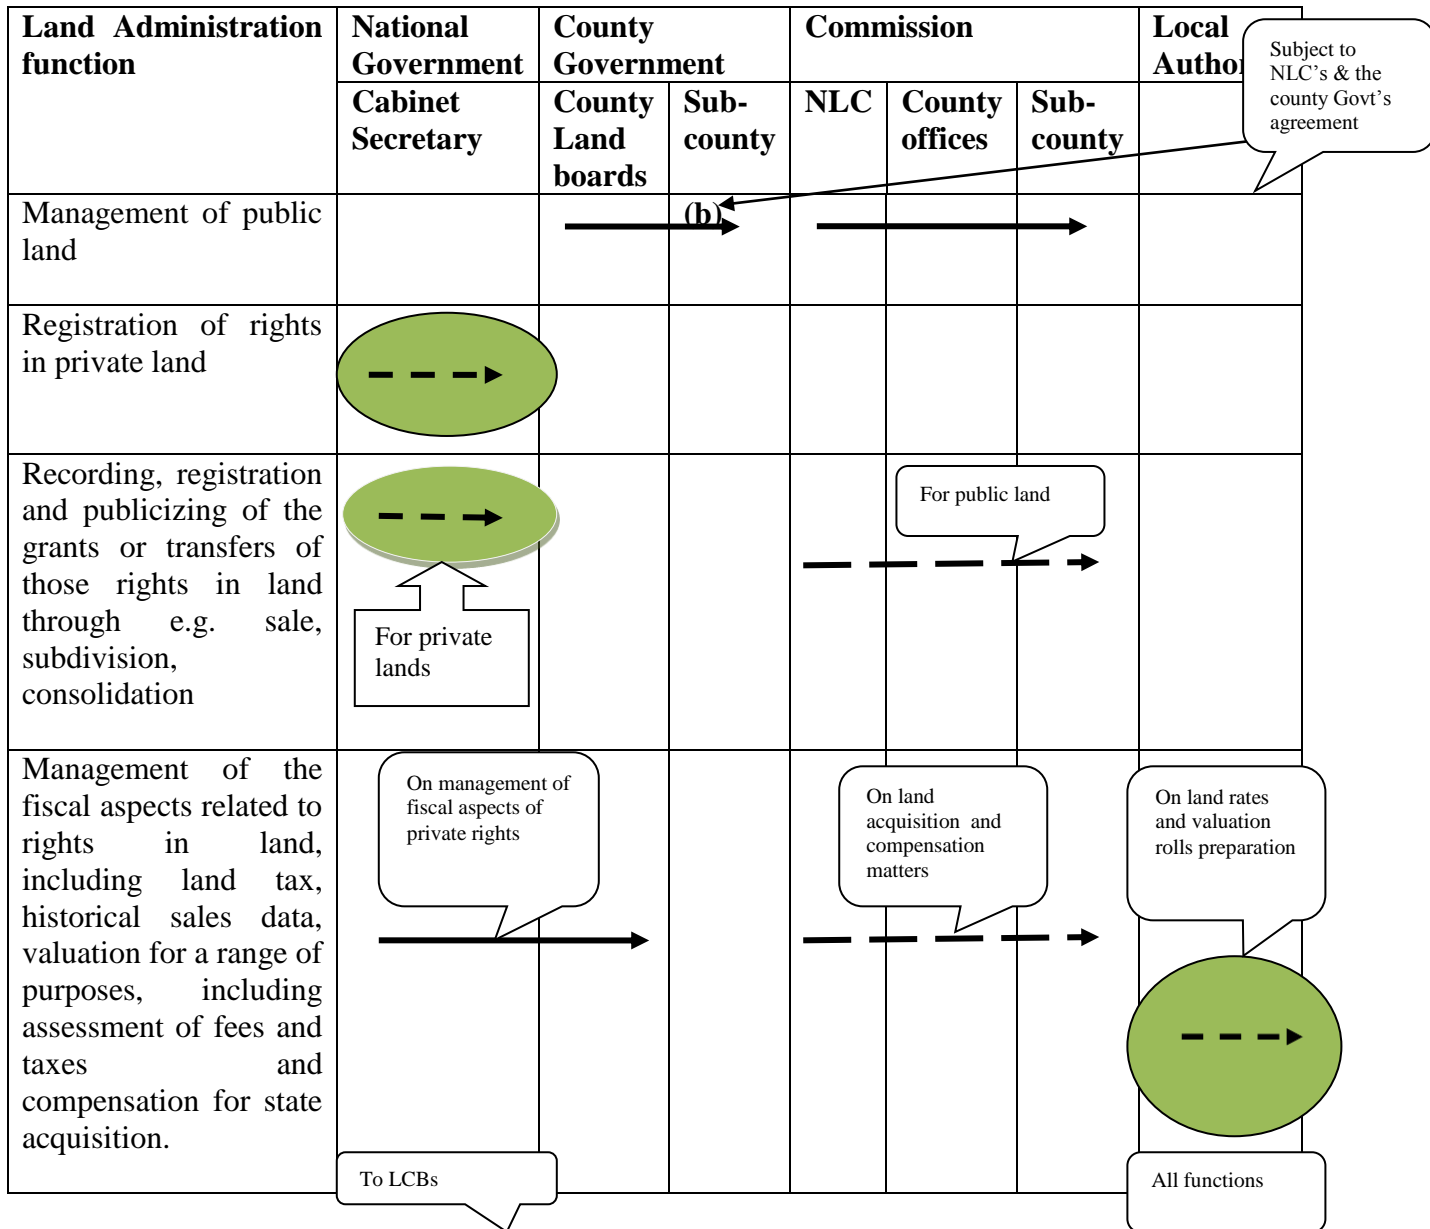 Land Administration
function
National
Government
County
Government
Commission
Local
Subject to
NLC's & the
county Govt's
agreement
Cabinet
Secretary
County
Land
boards
Sub-
county
NLC
County
offices
Sub-
county
Management of public
land
(b)
Registration of rights
in private land
Recording, registration
and publicizing of the
grants or transfers of
those rights in land
through e.g. sale,
subdivision,
consolidation
For private
lands
For public land
Management of the
fiscal aspects related to
rights in land,
including land tax,
historical sales data,
valuation for a range of
purposes, including
assessment of fees and
taxes and
compensation for state
acquisition.
On management of
fiscal aspects of
private rights
On land
acquisition and
compensation
matters
On land rates
and valuation
rolls preparation
To LCBs
All functions